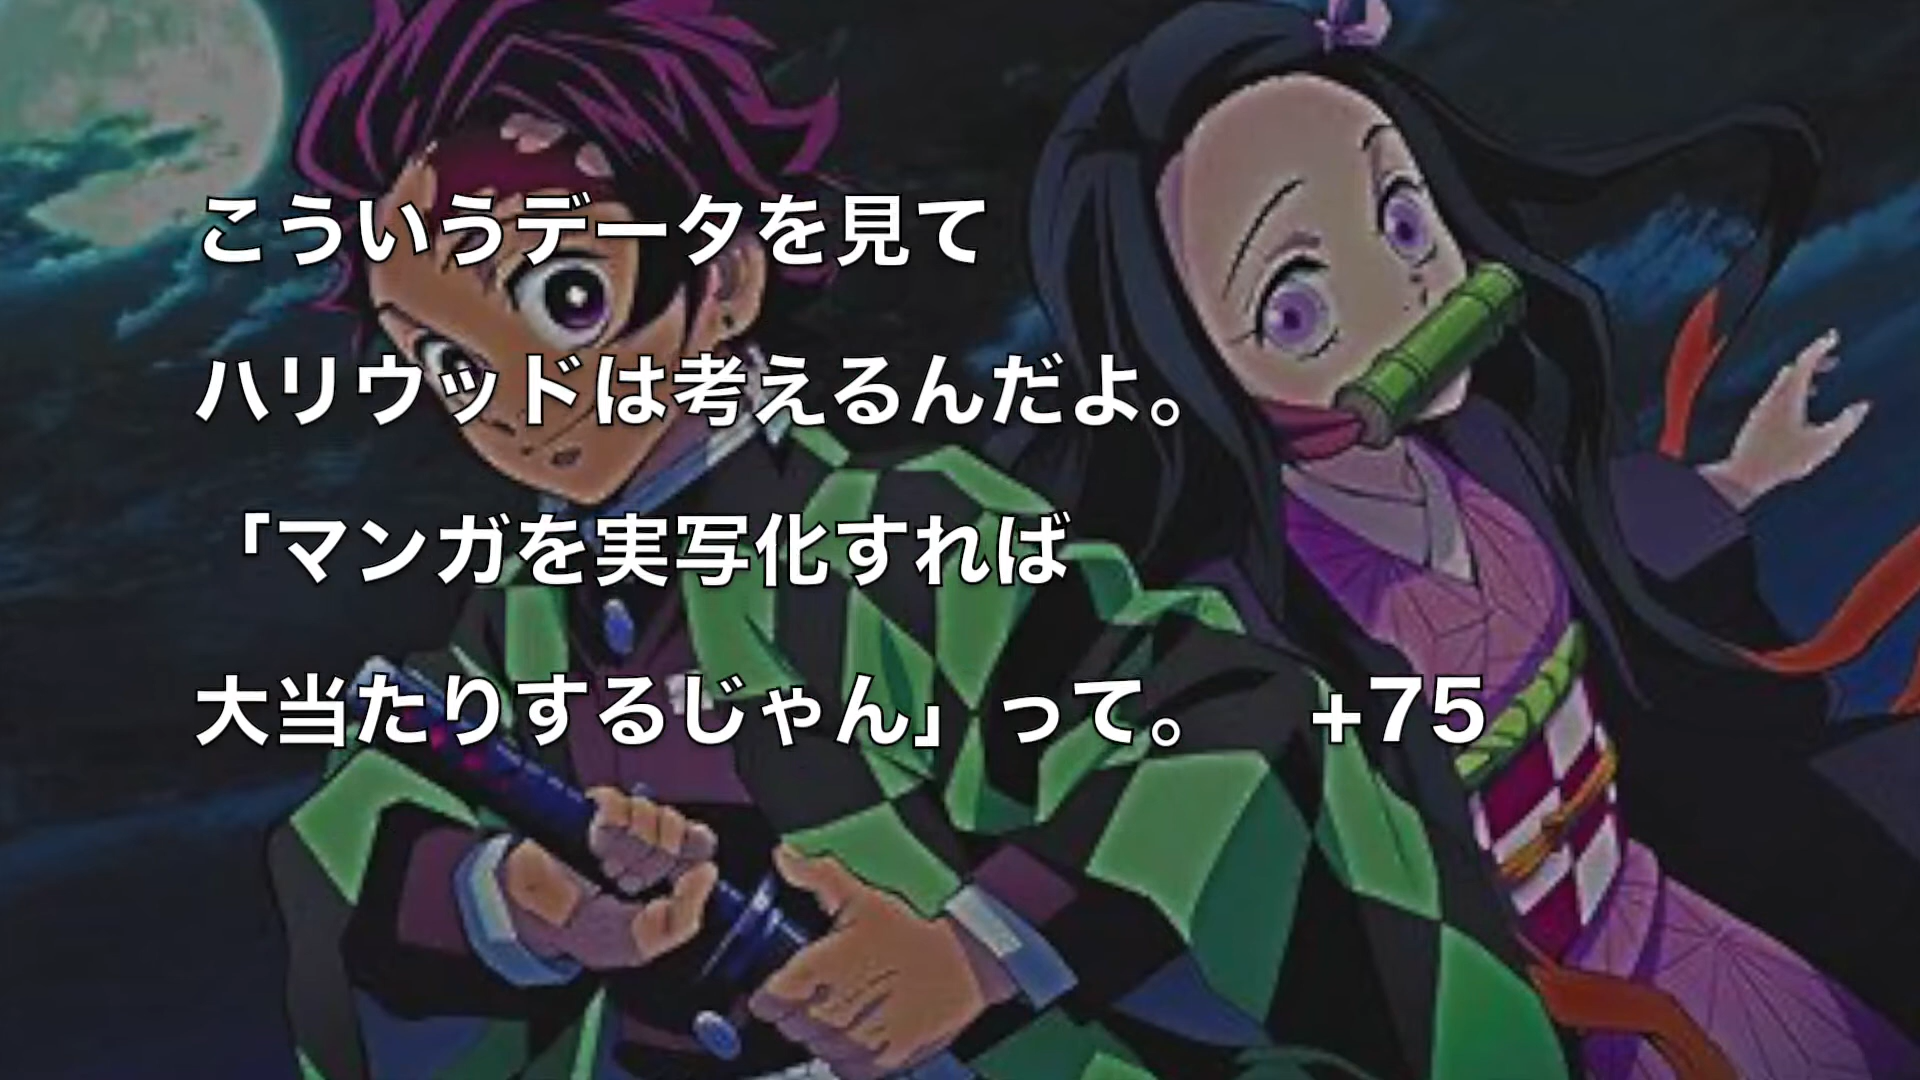 こういうデータを見て
ハリウッドは考えるんだよ。
「マンガを実写化すれば
大当たりするじゃん」って。 +75